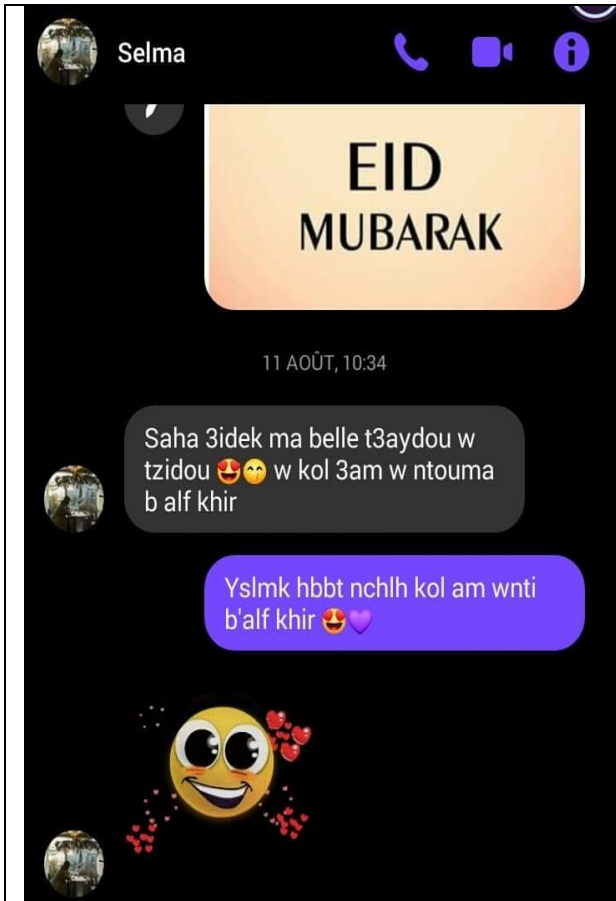 Selma
EID
MUBARAK
11 AOÛT, 10:34
Saha 3idek ma belle t3aydou w
tzidou 😍😙 w kol 3am w ntouma
b alf khir
Yslmk hbbt nchlh kol am wnti
b'alf khir 😍💜